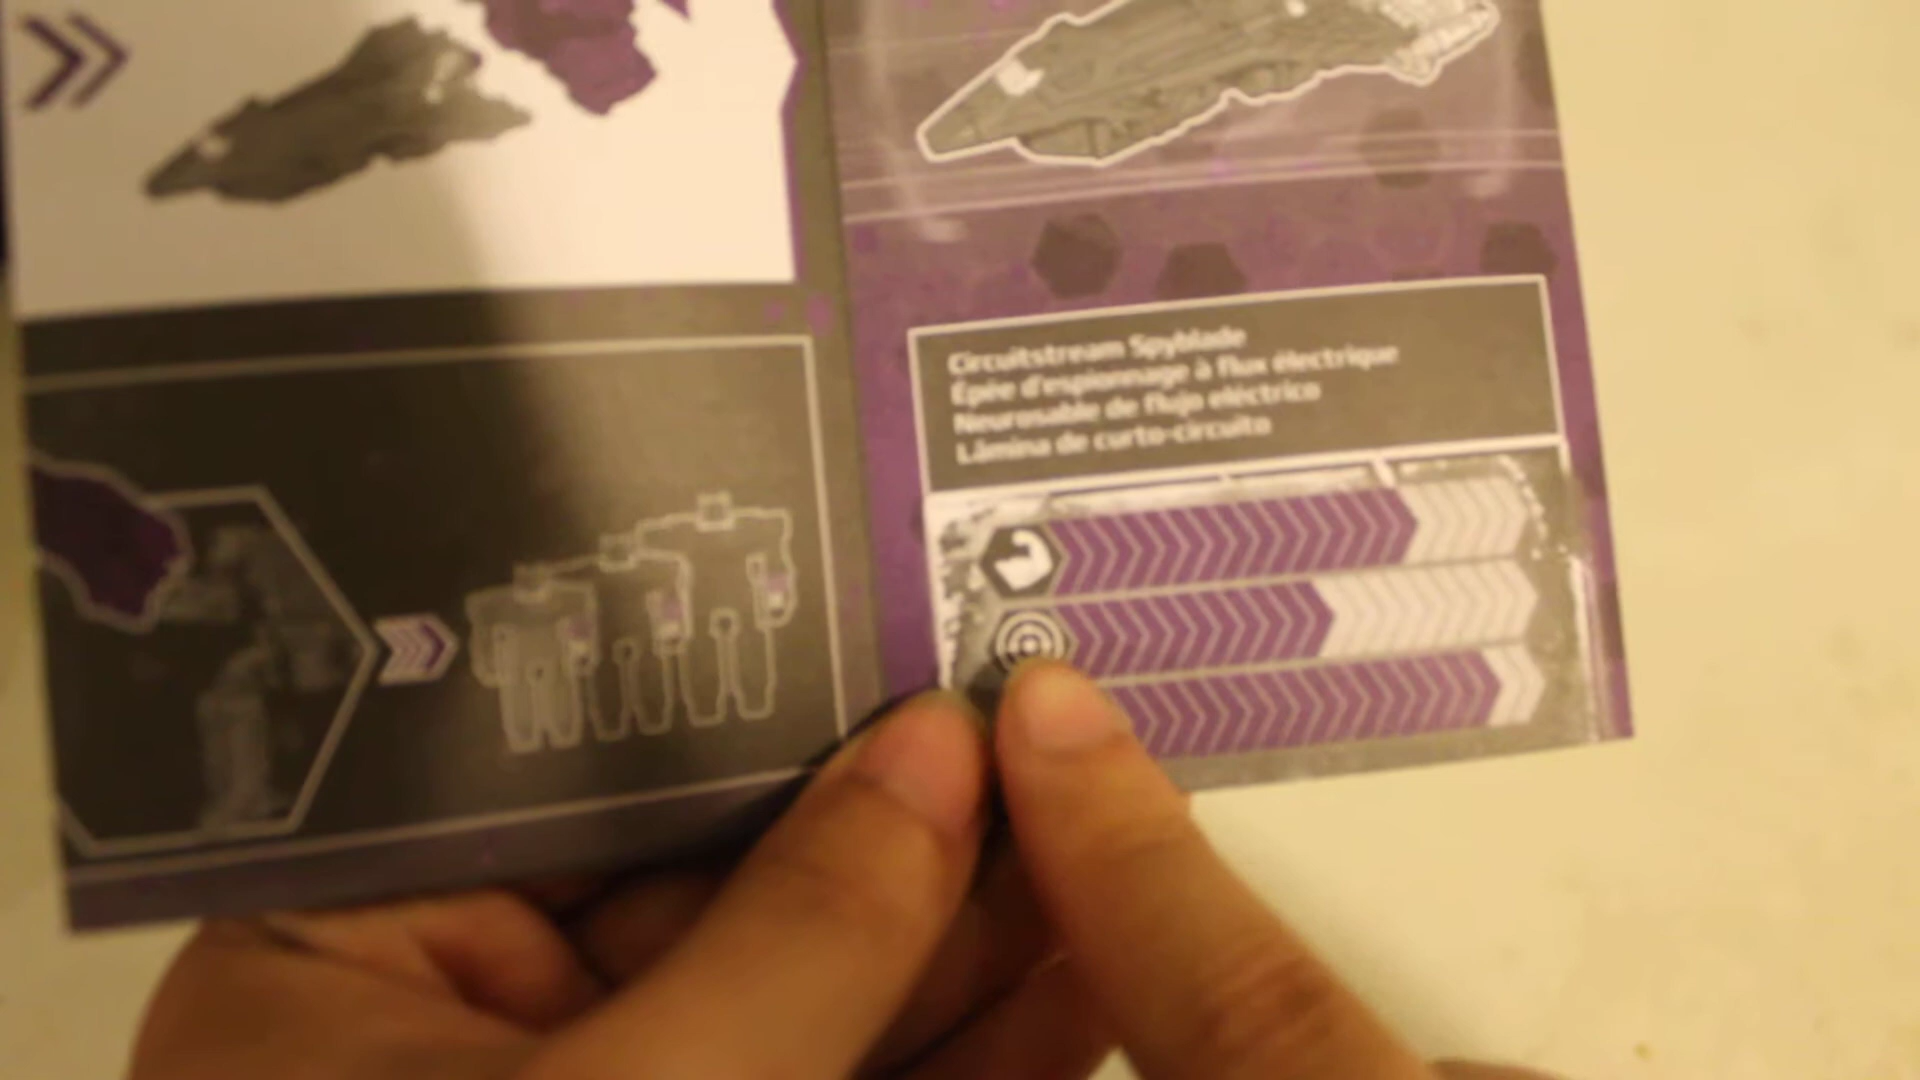 Circuitstream Spyblade
Épée d'espionnage à flux électrique
Neurosable de flujo eléctrico
Lâmina de curto-circuito